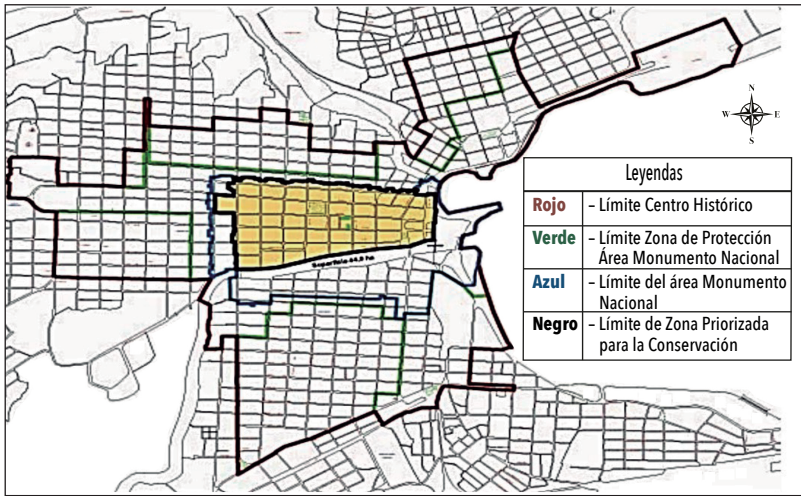 N
W E
S
Leyendas
Rojo – Límite Centro Histórico
Verde – Límite Zona de Protección
Área Monumento Nacional
Azul – Límite del área Monumento
Nacional
Negro – Límite de Zona Priorizada
para la Conservación
Superficie